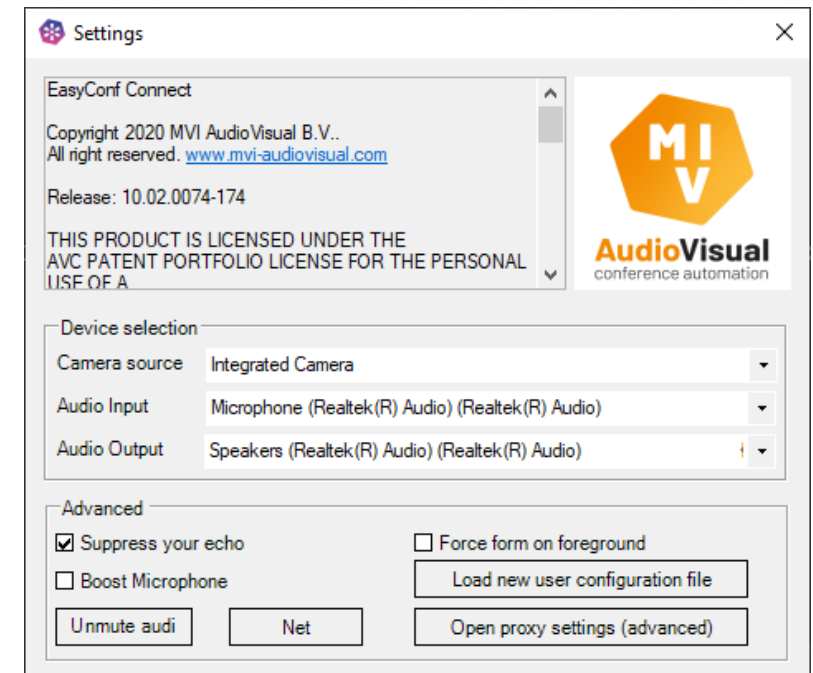 Settings
EasyConf Connect
Copyright 2020 MVI AudioVisual B.V..
All right reserved. www.mvi-audiovisual.com
Release: 10.02.0074-174
THIS PRODUCT IS LICENSED UNDER THE
AVC PATENT PORTFOLIO LICENSE FOR THE PERSONAL
USE OF A
M I
V
AudioVisual
conference automation
Device selection
Camera source Integrated Camera
Audio Input Microphone (Realtek(R) Audio) (Realtek(R) Audio)
Audio Output Speakers (Realtek(R) Audio) (Realtek(R) Audio)
Advanced
Suppress your echo Force form on foreground
Boost Microphone Load new user configuration file
Unmute audi Net Open proxy settings (advanced)